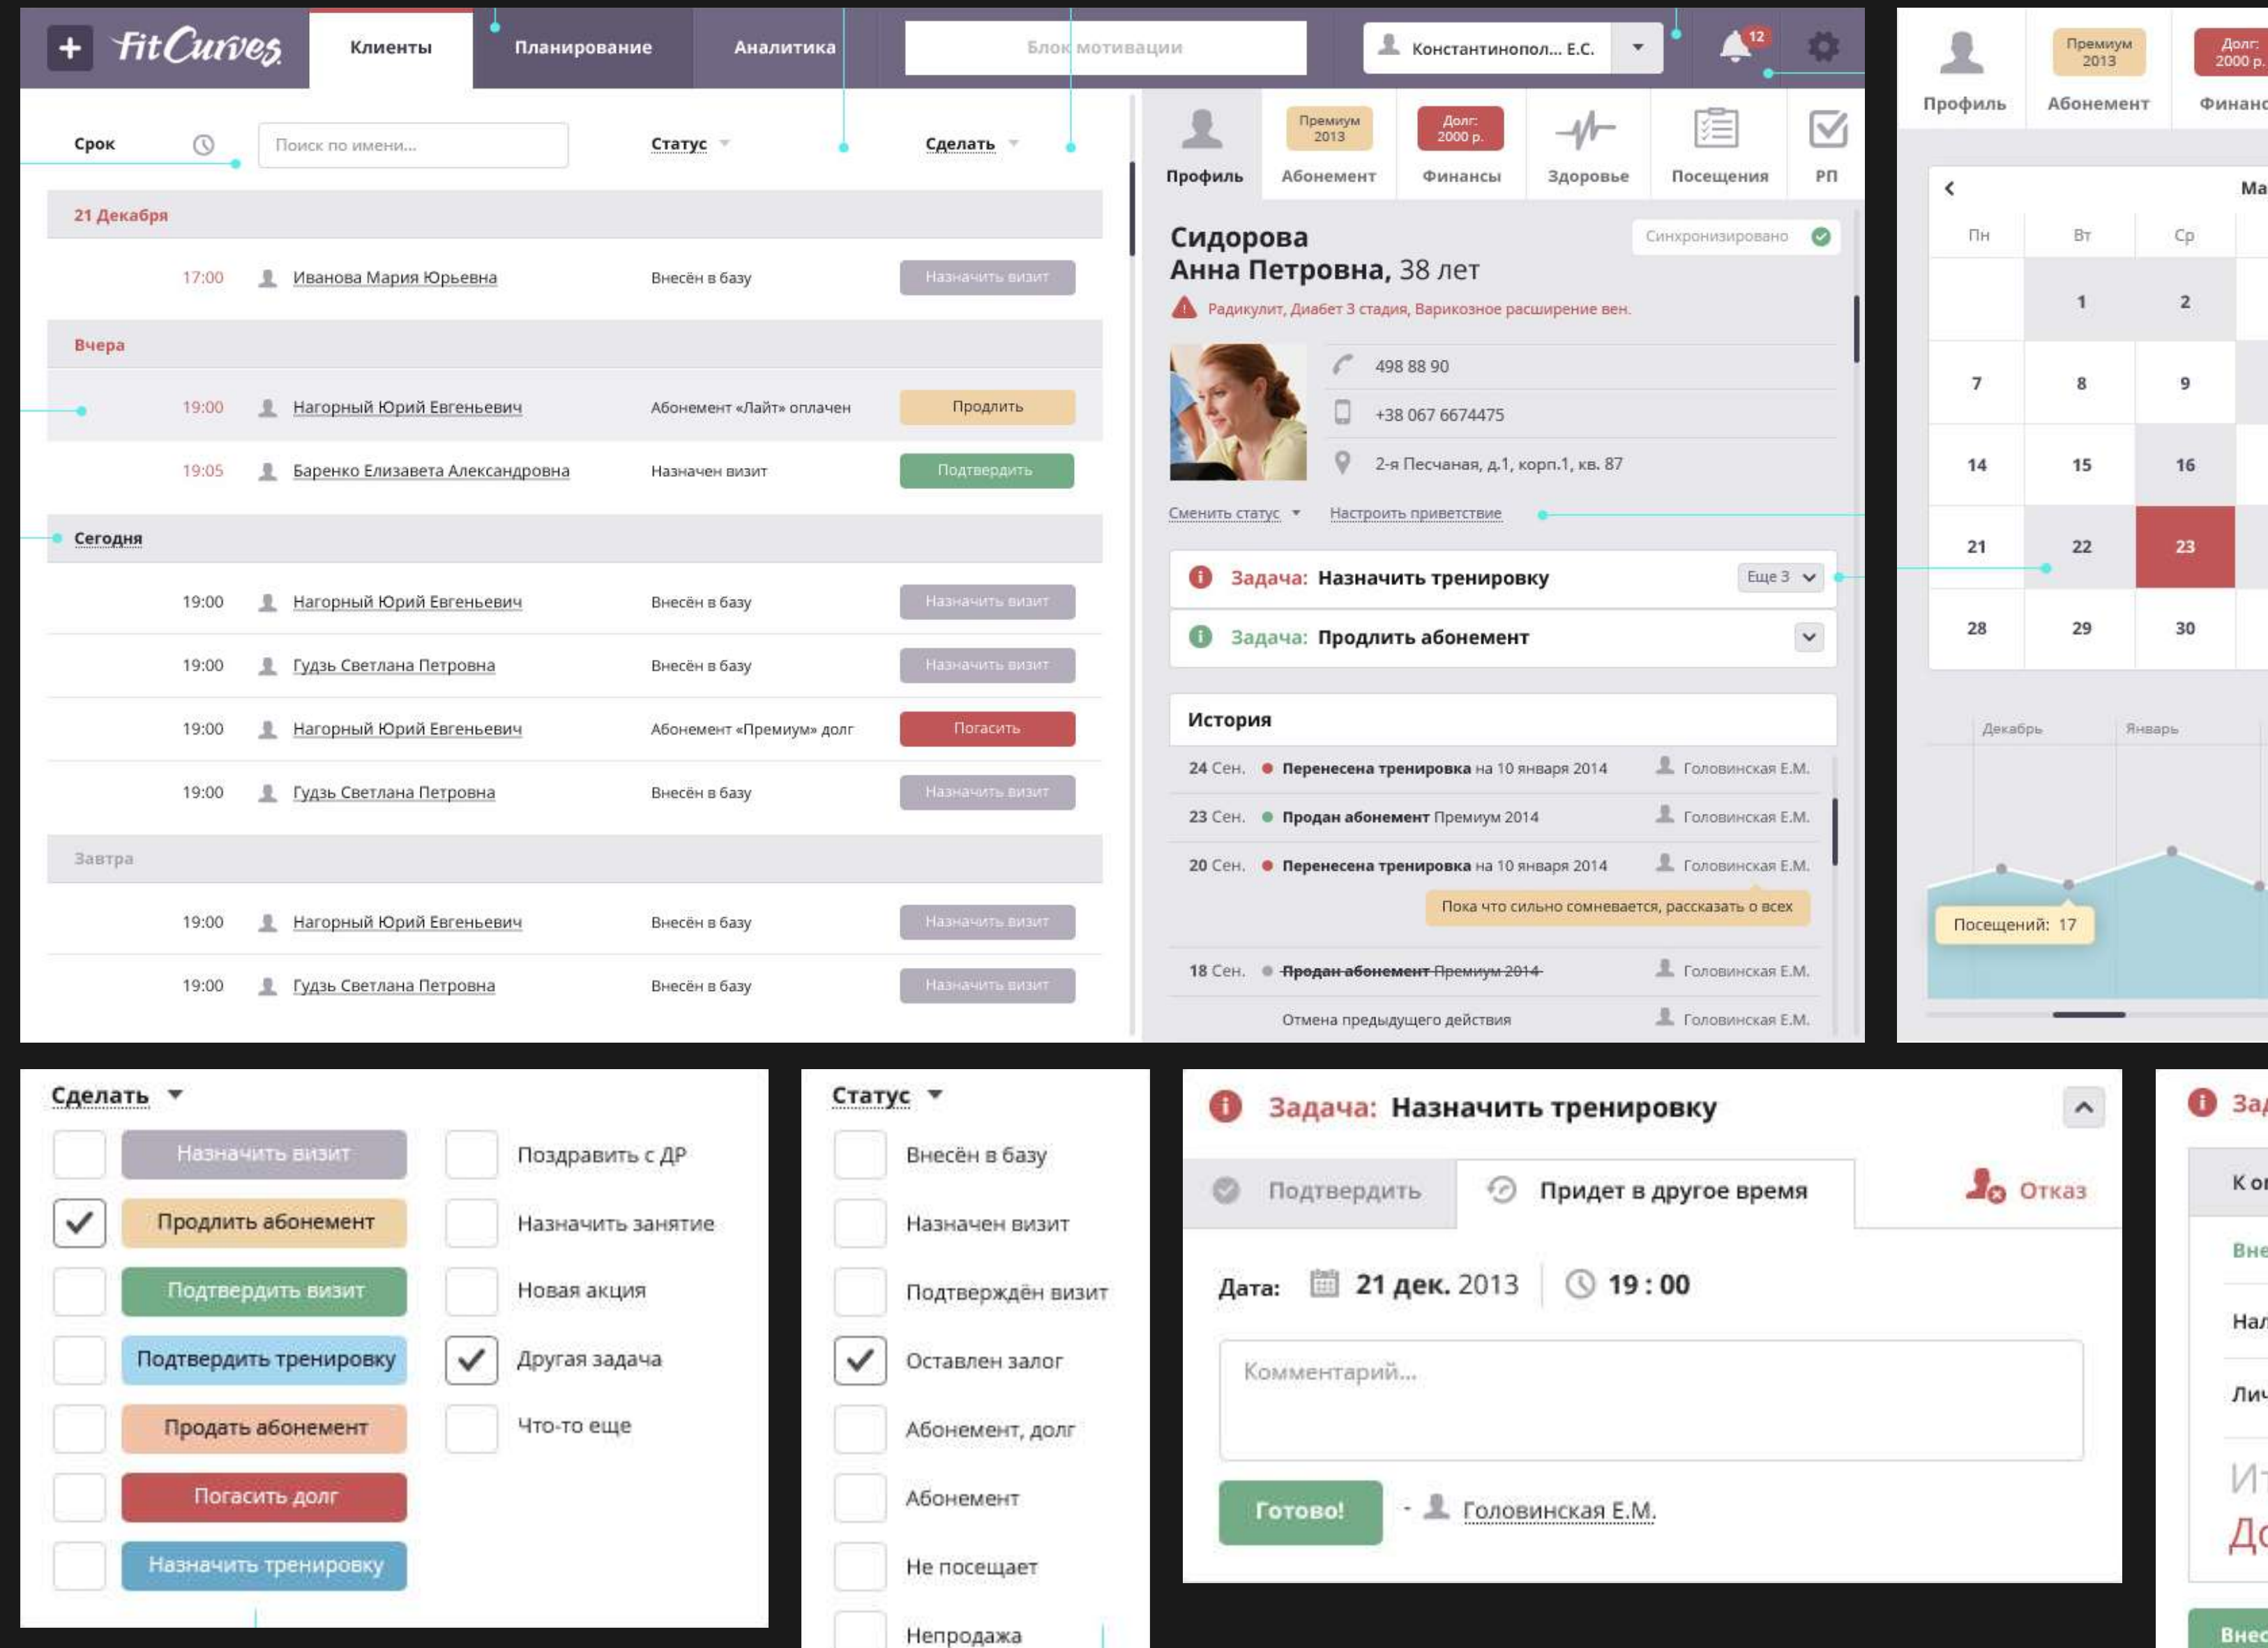 + FitCurves
Клиенты
Планирование
Аналитика
Блок мотивации
Константинопол... Е.С.
12
Срок
Поиск по имени...
Статус
Сделать
21 Декабря
17:00 Иванова Мария Юрьевна Внесён в базу Назначить визит
Вчера
19:00 Нагорный Юрий Евгеньевич Абонемент «Лайт» оплачен Продлить
19:05 Баренко Елизавета Александровна Назначен визит Подтвердить
Сегодня
19:00 Нагорный Юрий Евгеньевич Внесён в базу Назначить визит
19:00 Гудзь Светлана Петровна Внесён в базу Назначить визит
19:00 Нагорный Юрий Евгеньевич Абонемент «Премиум» долг Погасить
19:00 Гудзь Светлана Петровна Внесён в базу Назначить визит
Завтра
19:00 Нагорный Юрий Евгеньевич Внесён в базу Назначить визит
19:00 Гудзь Светлана Петровна Внесён в базу Назначить визит
Профиль
Премиум
2013
Абонемент
Долг:
2000 р.
Финансы
Здоровье
Посещения
РП
Сидорова
Анна Петровна, 38 лет
Синхронизировано
Радикулит, Диабет 3 стадия, Варикозное расширение вен.
498 88 90
+38 067 6674475
2-я Песчаная, д.1, корп.1, кв. 87
Сменить статус
Настроить приветствие
Задача: Назначить тренировку Еще 3
Задача: Продлить абонемент
История
24 Сен. Перенесена тренировка на 10 января 2014 Головинская Е.М.
23 Сен. Продан абонемент Премиум 2014 Головинская Е.М.
20 Сен. Перенесена тренировка на 10 января 2014 Головинская Е.М.
Пока что сильно сомневается, рассказать о всех
18 Сен. Продан абонемент Премиум 2014 Головинская Е.М.
Отмена предыдущего действия Головинская Е.М.
Профиль
Премиум
2013
Абонемент
Долг:
2000 р.
Финанс
Ма
Пн Вт Ср
1 2
7 8 9
14 15 16
21 22 23
28 29 30
Декабрь Январь
Посещений: 17
Сделать
Назначить визит
Продлить абонемент
Подтвердить визит
Подтвердить тренировку
Продать абонемент
Погасить долг
Назначить тренировку
Поздравить с ДР
Назначить занятие
Новая акция
Другая задача
Что-то еще
Статус
Внесён в базу
Назначен визит
Подтверждён визит
Оставлен залог
Абонемент, долг
Абонемент
Не посещает
Непродажа
Задача: Назначить тренировку
Подтвердить
Придет в другое время
Отказ
Дата: 21 дек. 2013 19 : 00
Комментарий...
Готово! - Головинская Е.М.